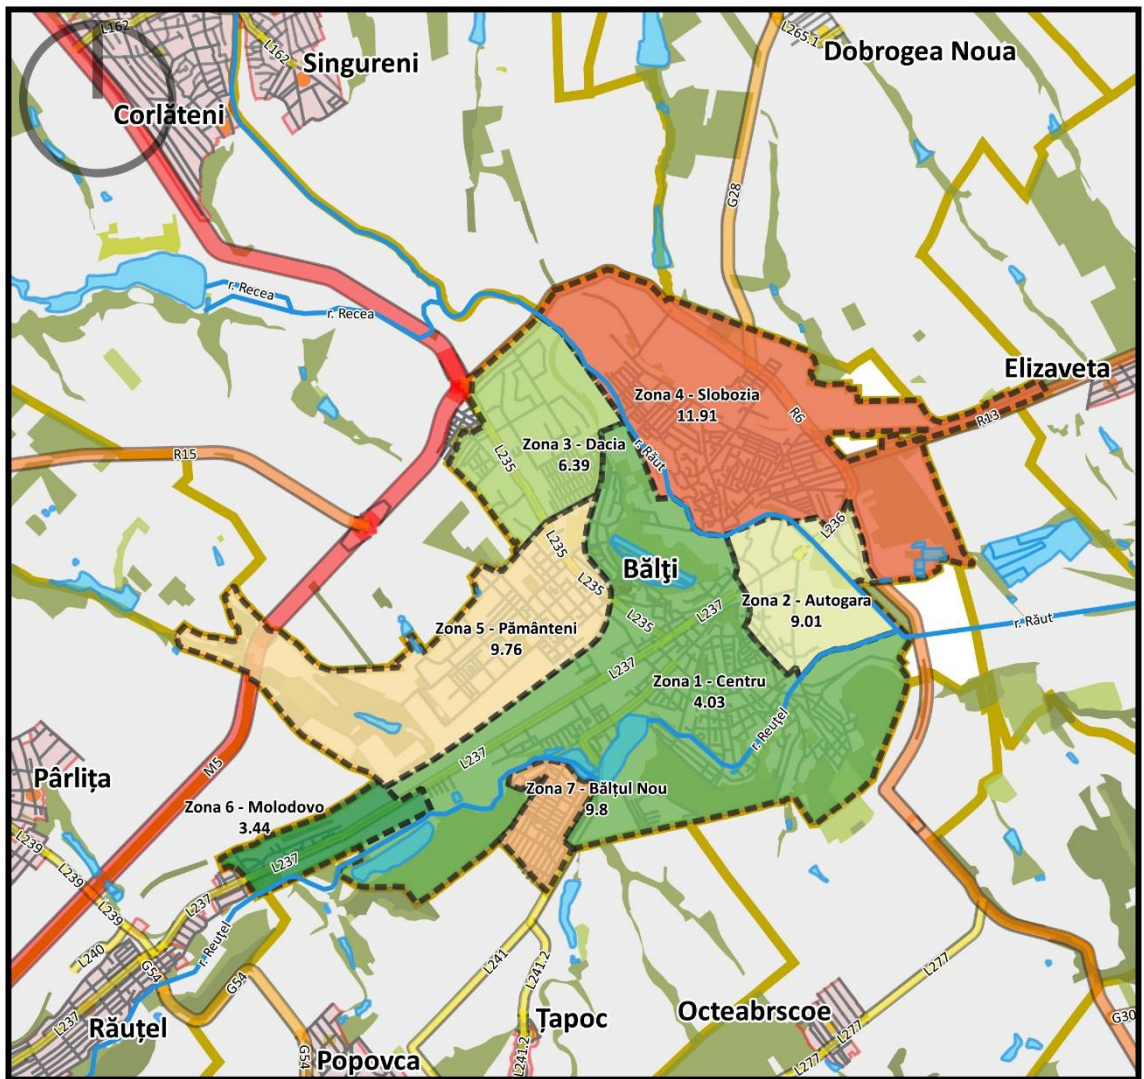 L162
L162
Singureni
L265.1
Dobrogea Noua
Corlăteni
G28
r. Recea
r. Recea
Elizaveta
Zona 4 - Slobozia
11.91
R6
R13
r. Răut
Zona 3 - Dacia
6.39
R15
L235
L236
L235
Bălți
L235
L237
Zona 2 - Autogara
9.01
L235
r. Răut
Zona 5 - Pământeni
9.76
L237
Zona 1 - Centru
4.03
r. Reuțel
M5
L237
Pârlița
Zona 7 - Bălțul Nou
9.8
Zona 6 - Molodovo
3.44
L237
L239
L239
L237
L239
L240
r. Reuțel
G54
G54
L241
L241.2
L277
Răuțel
L237
Țapoc
Octeabrscoe
L277
G30
G54
Popovca
L241.2
L277